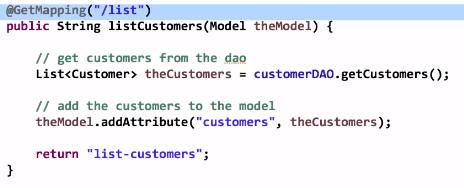 @GetMapping("/list")
public String listCustomers(Model theModel) {
// get customers from the dao
List<Customer> theCustomers = customerDAO.getCustomers();
// add the customers to the model
theModel.addAttribute("customers", theCustomers);
return "list-customers";
}